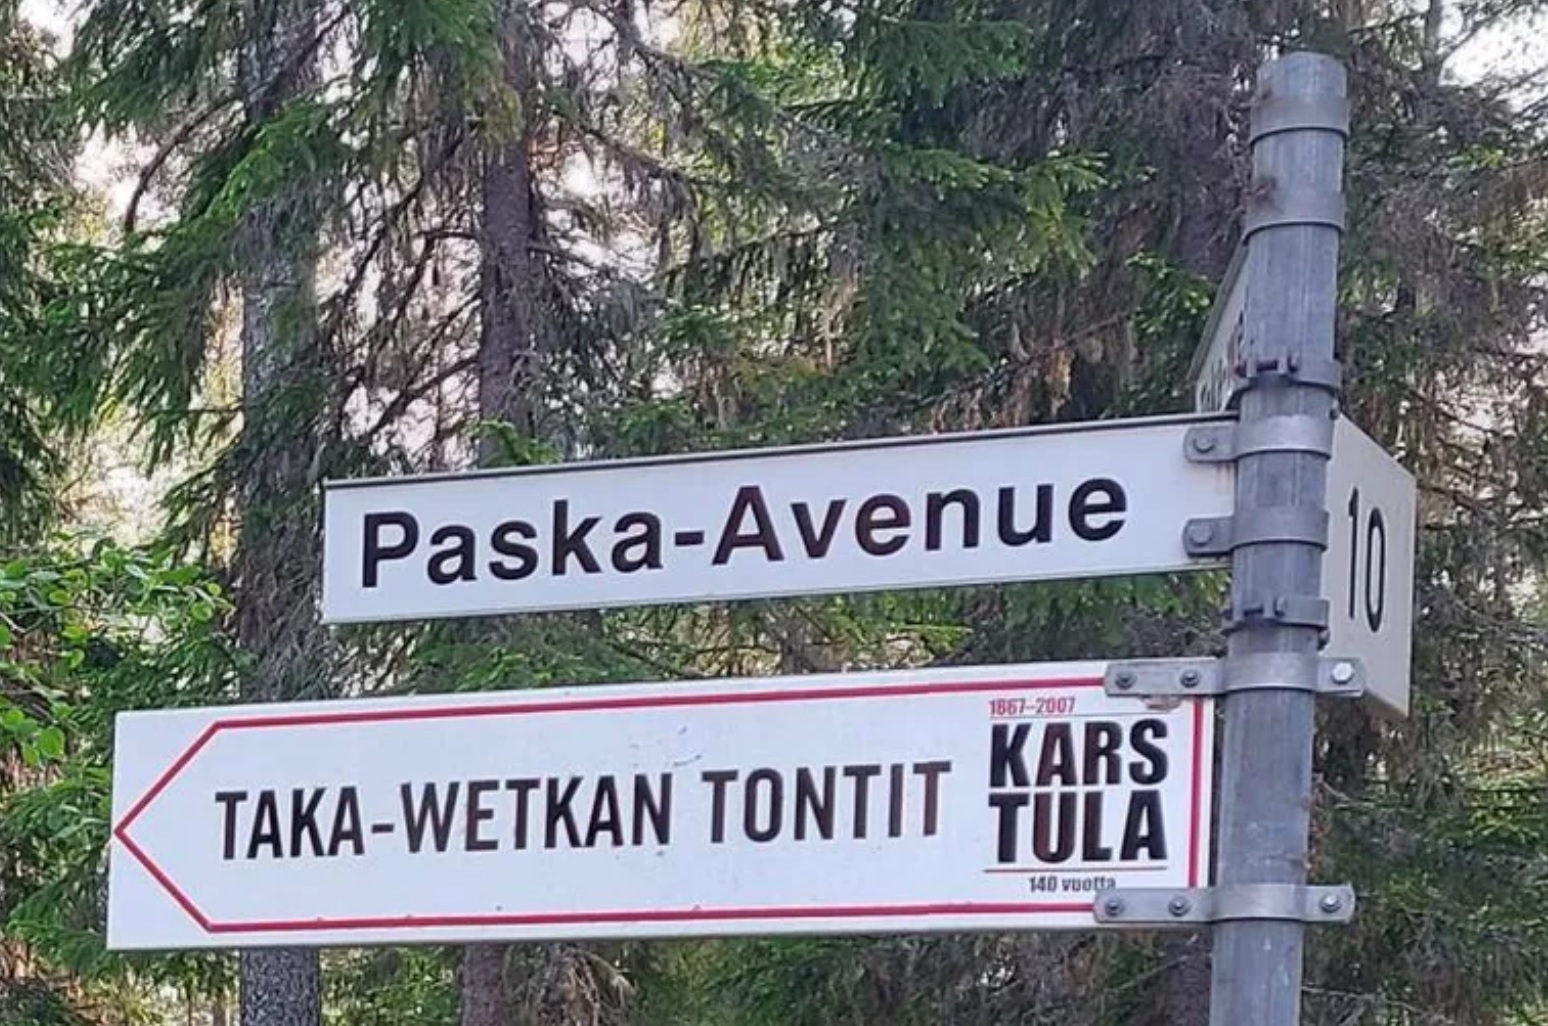 Paska-Avenue
10
TAKA-WETKAN TONTIT
1867–2007
KARS
TULA
140 vuotta